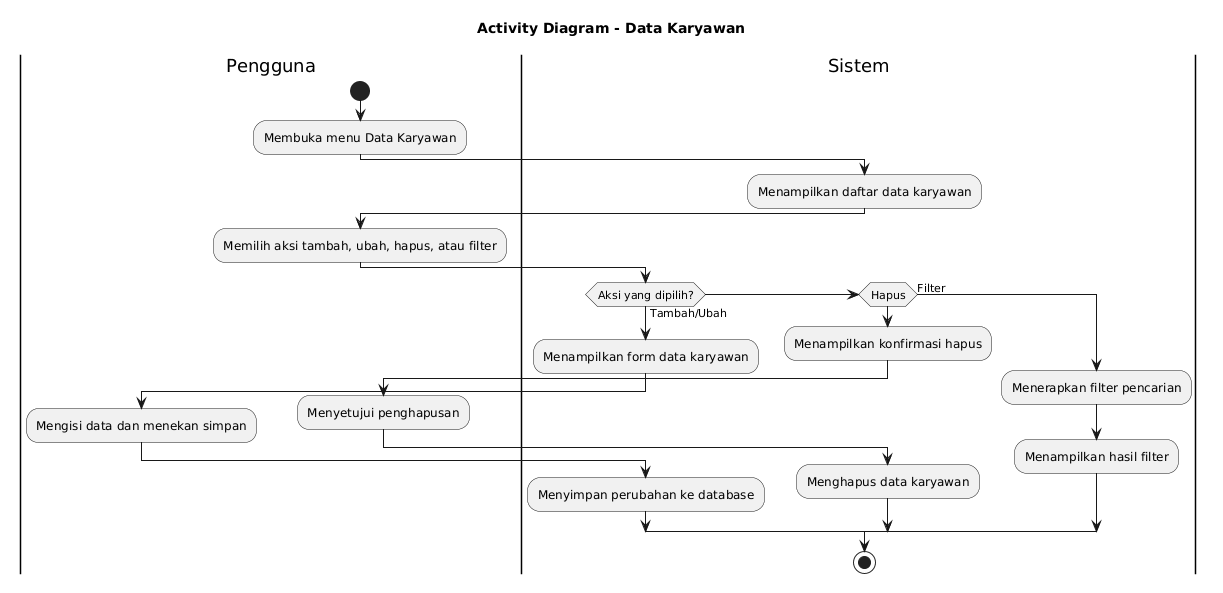 Activity Diagram - Data Karyawan
Pengguna
Sistem
Membuka menu Data Karyawan
Menampilkan daftar data karyawan
Memilih aksi tambah, ubah, hapus, atau filter
Aksi yang dipilih?
Hapus
Filter
Tambah/Ubah
Menampilkan konfirmasi hapus
Menampilkan form data karyawan
Menerapkan filter pencarian
Menyetujui penghapusan
Mengisi data dan menekan simpan
Menampilkan hasil filter
Menghapus data karyawan
Menyimpan perubahan ke database